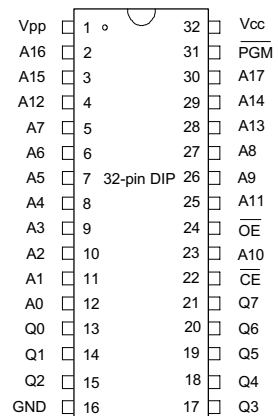 Vpp 1 32 Vcc
A16 2 31 PGM
A15 3 30 A17
A12 4 29 A14
A7 5 28 A13
A6 6 27 A8
A5 7 32-pin DIP 26 A9
A4 8 25 A11
A3 9 24 OE
A2 10 23 A10
A1 11 22 CE
A0 12 21 Q7
Q0 13 20 Q6
Q1 14 19 Q5
Q2 15 18 Q4
GND 16 17 Q3